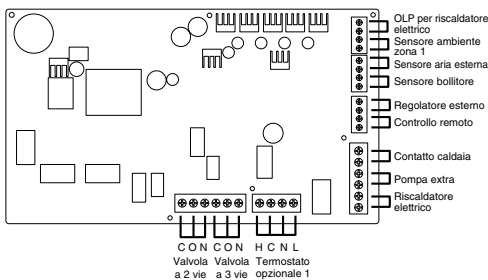 OLP per riscaldatore
elettrico
Sensore ambiente
zona 1
Sensore aria esterna
Sensore bollitore
Regolatore esterno
Controllo remoto
Contatto caldaia
Pompa extra
Riscaldatore
elettrico
C O N C O N H C N L
Valvola Valvola Termostato
a 2 vie a 3 vie opzionale 1